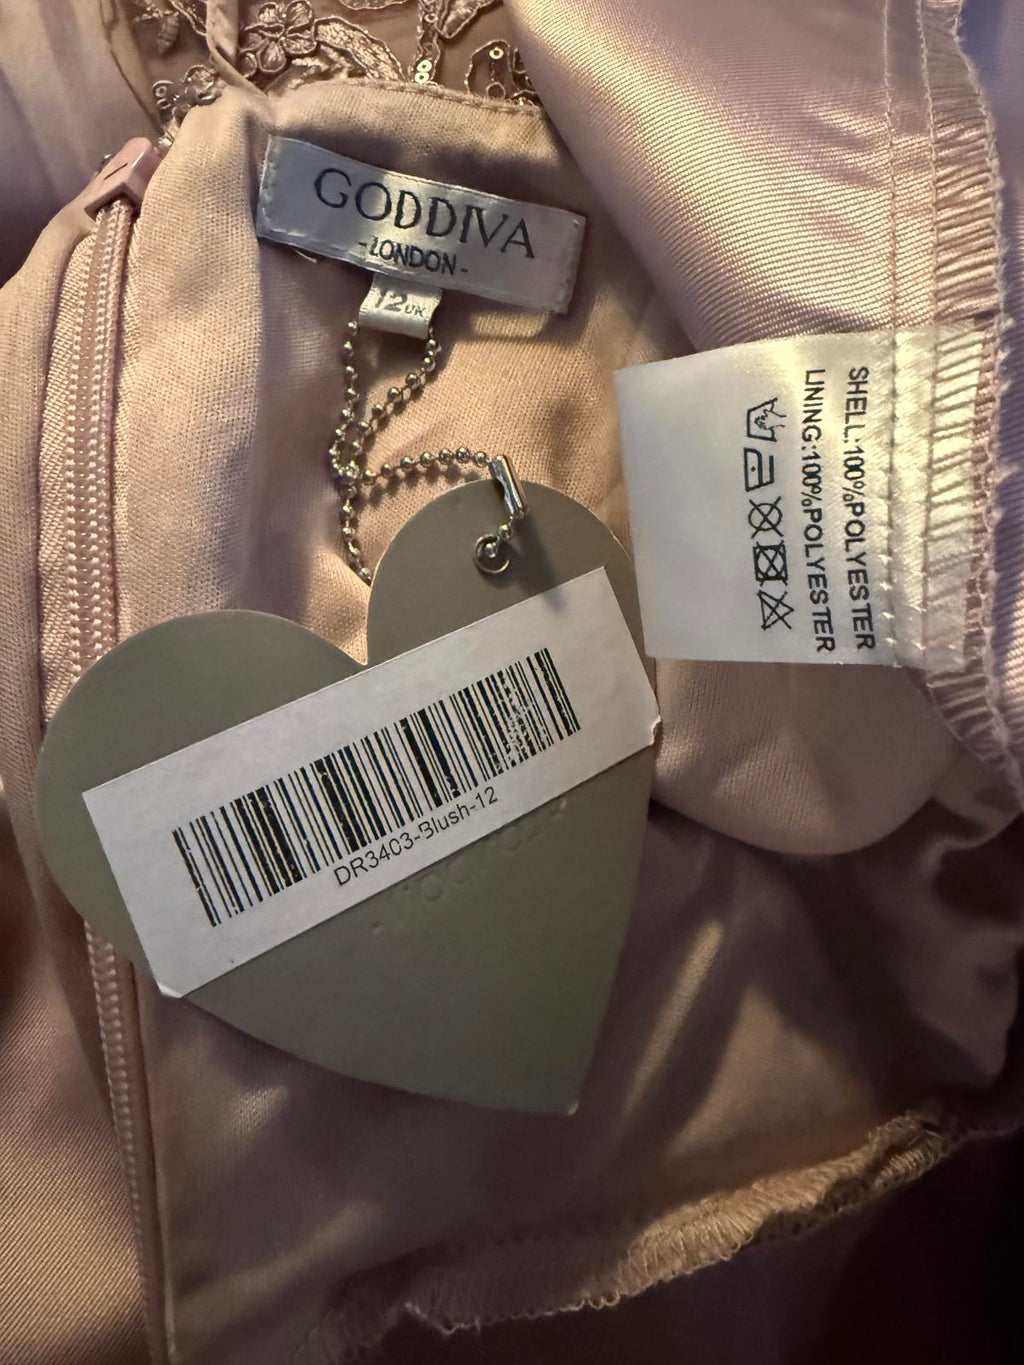 GODDIVA
-LONDON-
12UK
SHELL:100%POLYESTER
LINING:100%POLYESTER
DR3403-Blush-12